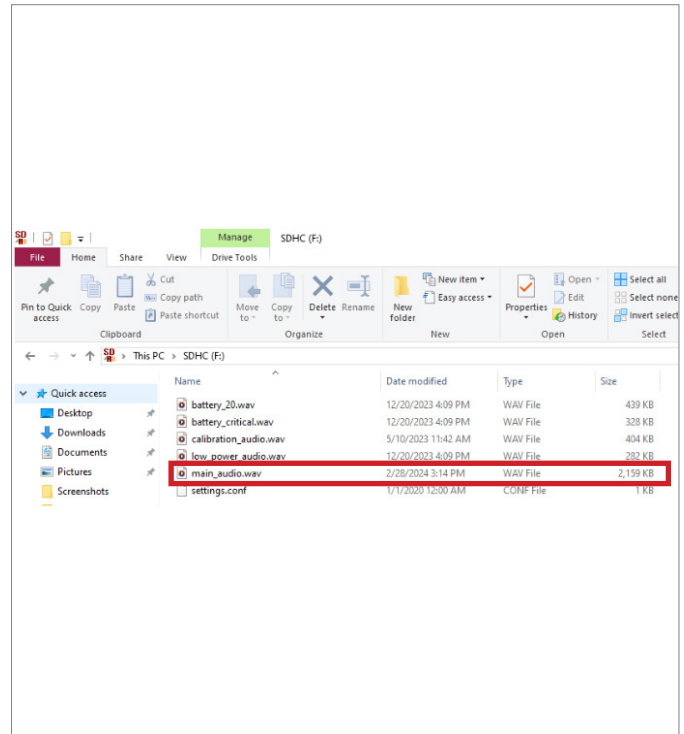 SD
Manage SDHC (F:)
File Home Share View Drive Tools
Pin to Quick access
Copy
Paste
Cut
Copy path
Paste shortcut
Clipboard
Move to
Copy to
Delete
Rename
Organize
New folder
New item
Easy access
New
Properties
Open
Edit
History
Open
Select all
Select none
Invert select
Select
SD > This PC > SDHC (F:)
Name Date modified Type Size
Quick access
Desktop
Downloads
Documents
Pictures
Screenshots
battery_20.wav 12/20/2023 4:09 PM WAV File 439 KB
battery_critical.wav 12/20/2023 4:09 PM WAV File 328 KB
calibration_audio.wav 5/10/2023 11:42 AM WAV File 404 KB
low_power_audio.wav 12/20/2023 4:09 PM WAV File 282 KB
main_audio.wav 2/28/2024 3:14 PM WAV File 2,159 KB
settings.conf 1/1/2020 12:00 AM CONF File 1 KB